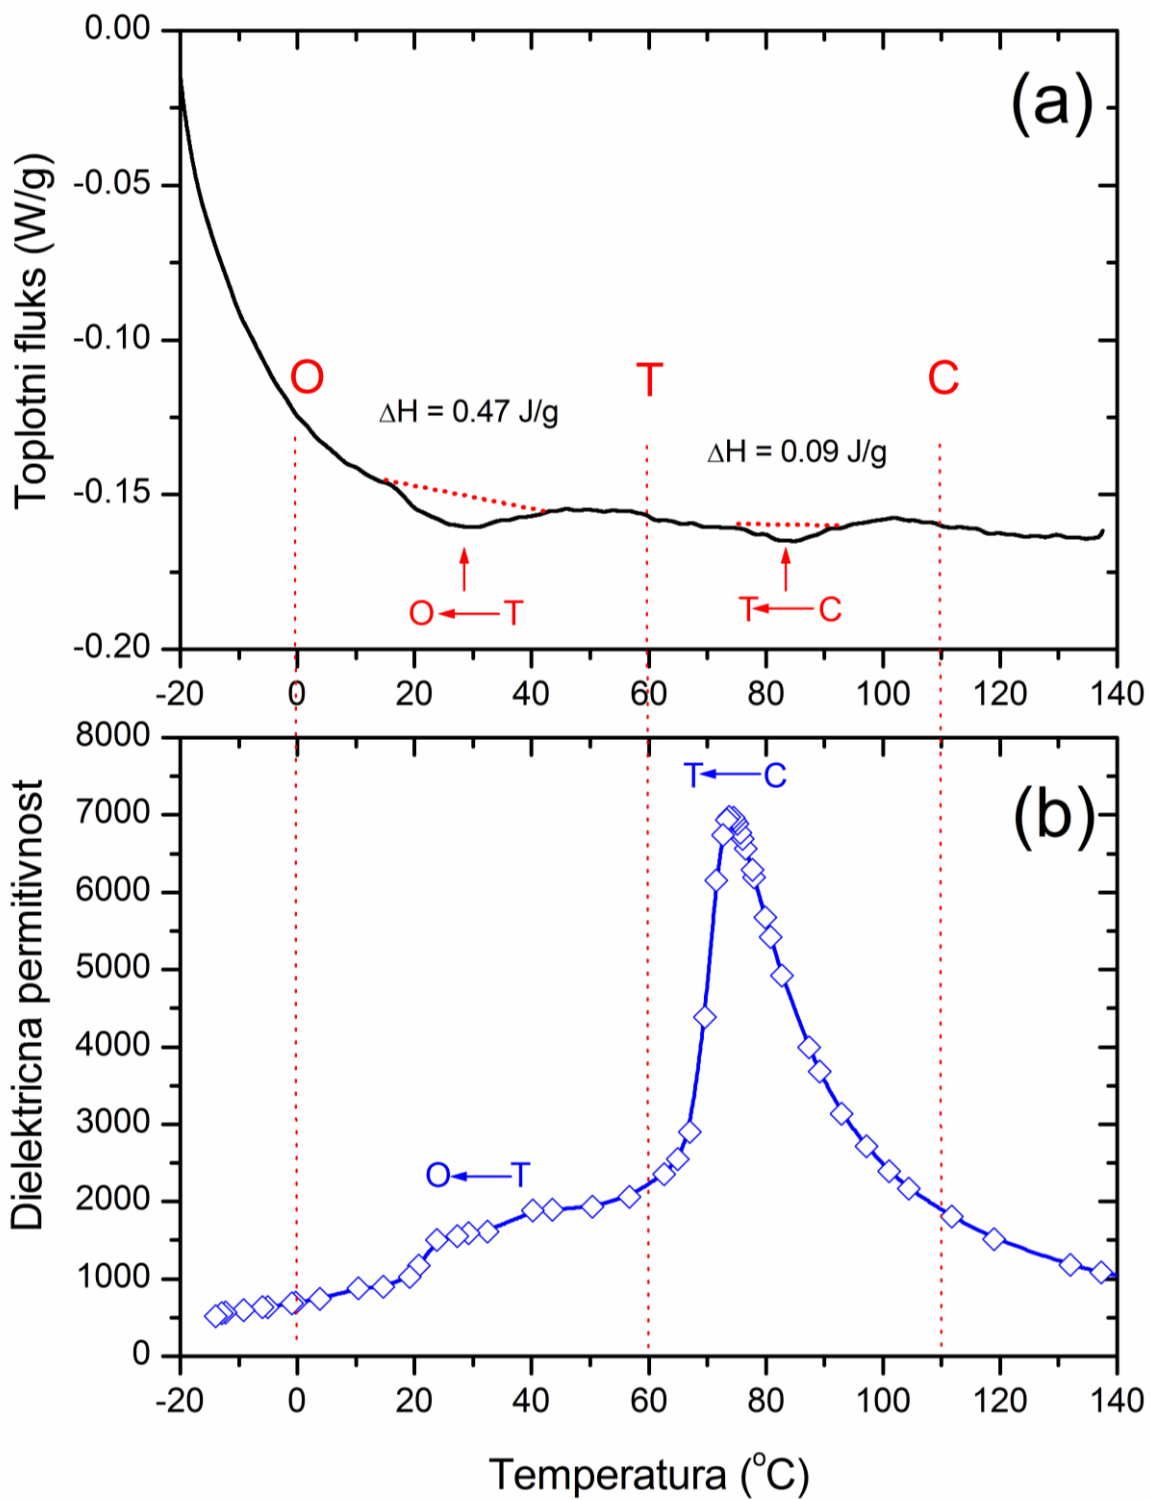 0.00
(a)
-0.05
-0.10
O
T
C
ΔH = 0.47 J/g
ΔH = 0.09 J/g
-0.15
O T
T C
-0.20
Toplotni fluks (W/g)
-20 0 20 40 60 80 100 120 140
8000
T C
(b)
7000
6000
5000
4000
3000
O T
2000
1000
0
Dielektricna permitivnost
-20 0 20 40 60 80 100 120 140
Temperatura (°C)